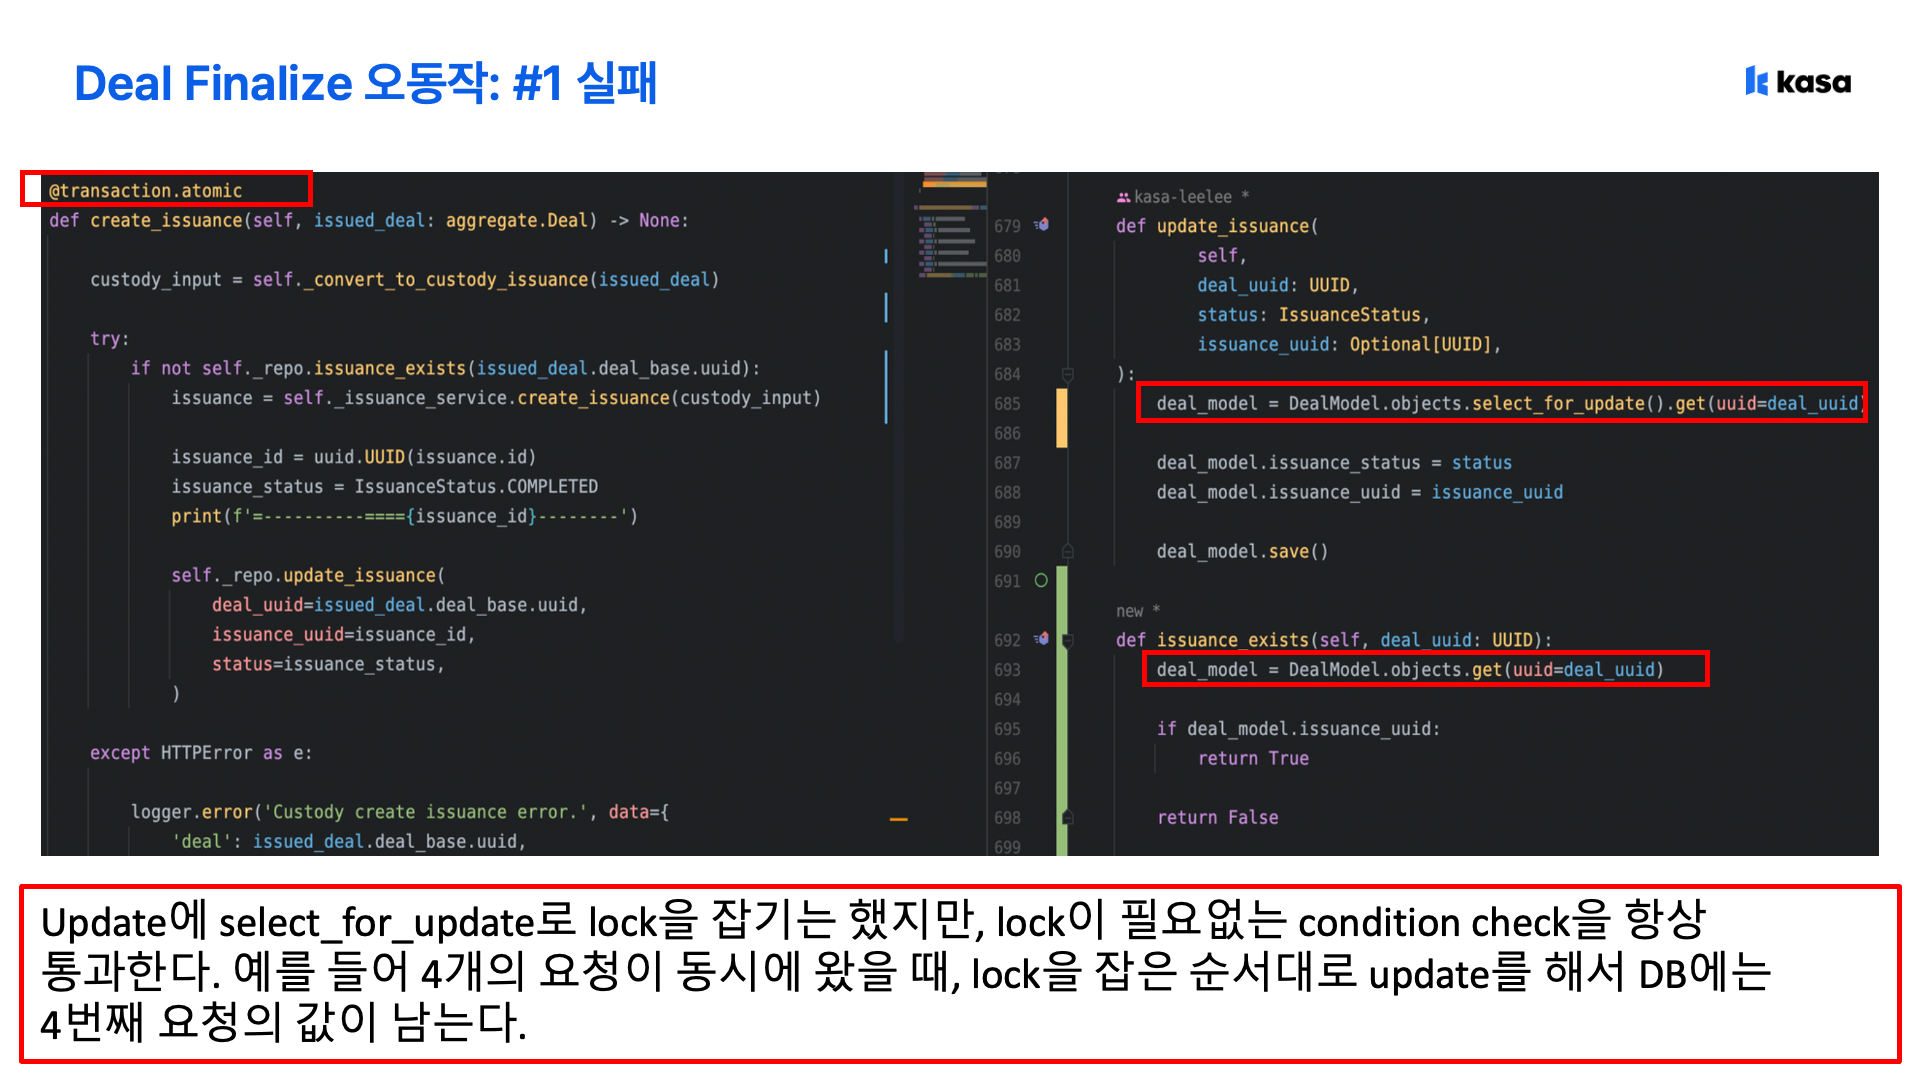 Deal Finalize 오동작: #1 실패
kasa
@transaction.atomic
def create_issuance(self, issued_deal: aggregate.Deal) -> None:
custody_input = self._convert_to_custody_issuance(issued_deal)
try:
if not self._repo.issuance_exists(issued_deal.deal_base.uuid):
issuance = self._issuance_service.create_issuance(custody_input)
issuance_id = uuid.UUID(issuance.id)
issuance_status = IssuanceStatus.COMPLETED
print(f'=----------===={issuance_id}--------')
self._repo.update_issuance(
deal_uuid=issued_deal.deal_base.uuid,
issuance_uuid=issuance_id,
status=issuance_status,
)
except HTTPError as e:
logger.error('Custody create issuance error.', data={
'deal': issued_deal.deal_base.uuid,
kasa-leelee *
679 def update_issuance(
680 self,
681 deal_uuid: UUID,
682 status: IssuanceStatus,
683 issuance_uuid: Optional[UUID],
684 ):
685 deal_model = DealModel.objects.select_for_update().get(uuid=deal_uuid)
686
687 deal_model.issuance_status = status
688 deal_model.issuance_uuid = issuance_uuid
689
690 deal_model.save()
691
new *
692 def issuance_exists(self, deal_uuid: UUID):
693 deal_model = DealModel.objects.get(uuid=deal_uuid)
694
695 if deal_model.issuance_uuid:
696 return True
697
698 return False
699
Update에 select_for_update로 lock을 잡기는 했지만, lock이 필요없는 condition check을 항상
통과한다. 예를 들어 4개의 요청이 동시에 왔을 때, lock을 잡은 순서대로 update를 해서 DB에는
4번째 요청의 값이 남는다.